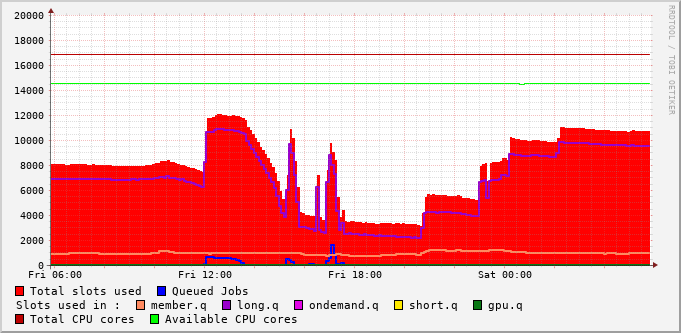 20000
18000
16000
14000
12000
10000
8000
6000
4000
2000
0
Fri 06:00 Fri 12:00 Fri 18:00 Sat 00:00
RRDTOOL / TOBI OETIKER
Total slots used Queued Jobs
Slots used in : member.q long.q ondemand.q short.q gpu.q
Total CPU cores Available CPU cores